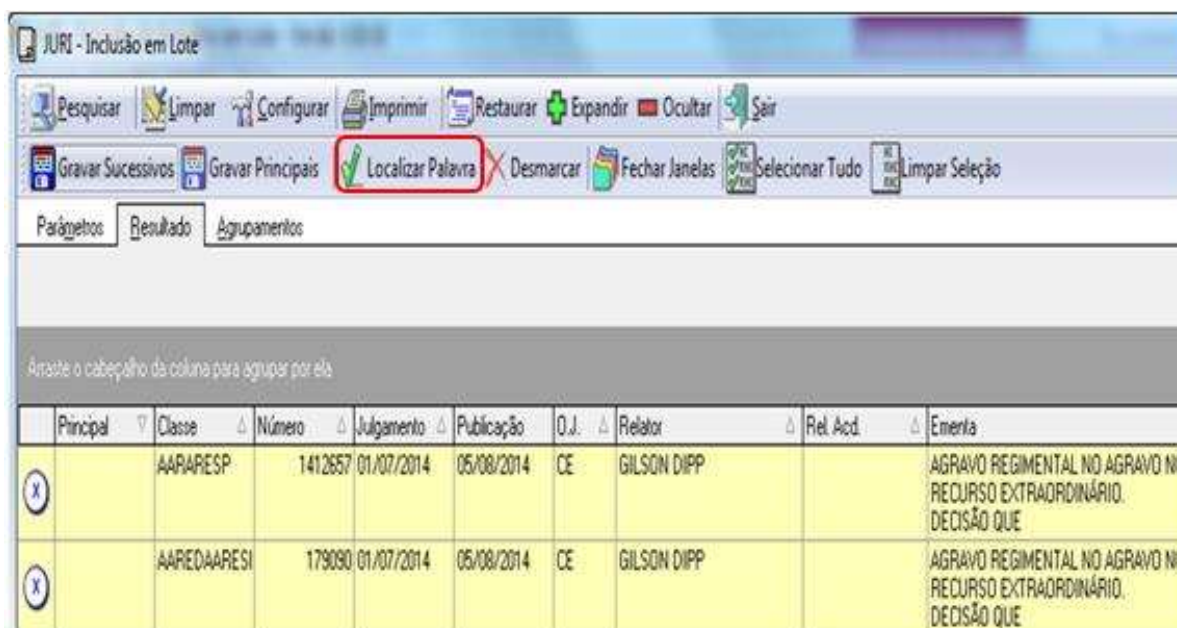 JURI - Inclusão em Lote
Pesquisar Limpar Configurar Imprimir Restaurar Expandir Ocultar Sair
Gravar Sucessivos Gravar Principais Localizar Palavra Desmarcar Fechar Janelas Selecionar Tudo Limpar Seleção
Parâmetros Resultado Agrupamentos
Arraste o cabeçalho da coluna para agrupar por ela
Principal Classe Número Julgamento Publicação O.J. Relator Rel. Acd. Ementa
X AARARESP 1412657 01/07/2014 05/08/2014 CE GILSON DIPP AGRAVO REGIMENTAL NO AGRAVO
RECURSO EXTRAORDINÁRIO.
DECISÃO QUE
X AAREDAARESI 179090 01/07/2014 05/08/2014 CE GILSON DIPP AGRAVO REGIMENTAL NO AGRAVO
RECURSO EXTRAORDINÁRIO.
DECISÃO QUE